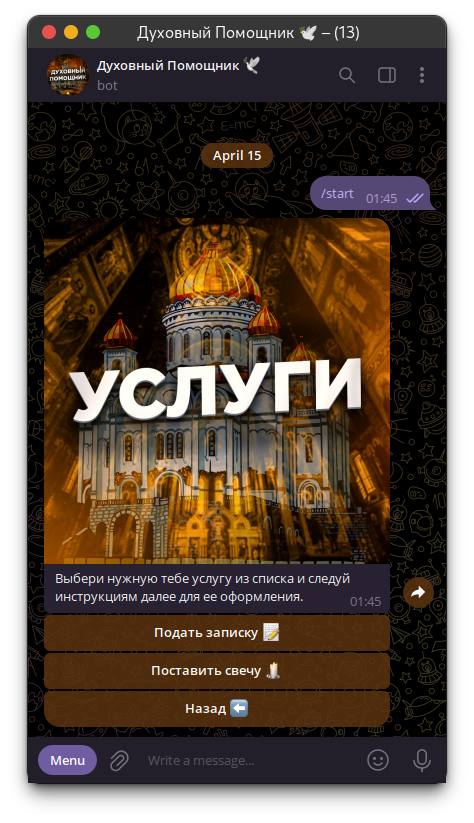 Духовный Помощник 🕊 – (13)
ДУХОВНЫЙ
ПОМОЩНИК
Духовный Помощник 🕊
bot
April 15
/start 01:45
УСЛУГИ
Выбери нужную тебе услугу из списка и следуй
инструкциям далее для ее оформления.
01:45
Подать записку 📝
Поставить свечу 🕯
Назад ⬅️
Menu
Write a message...